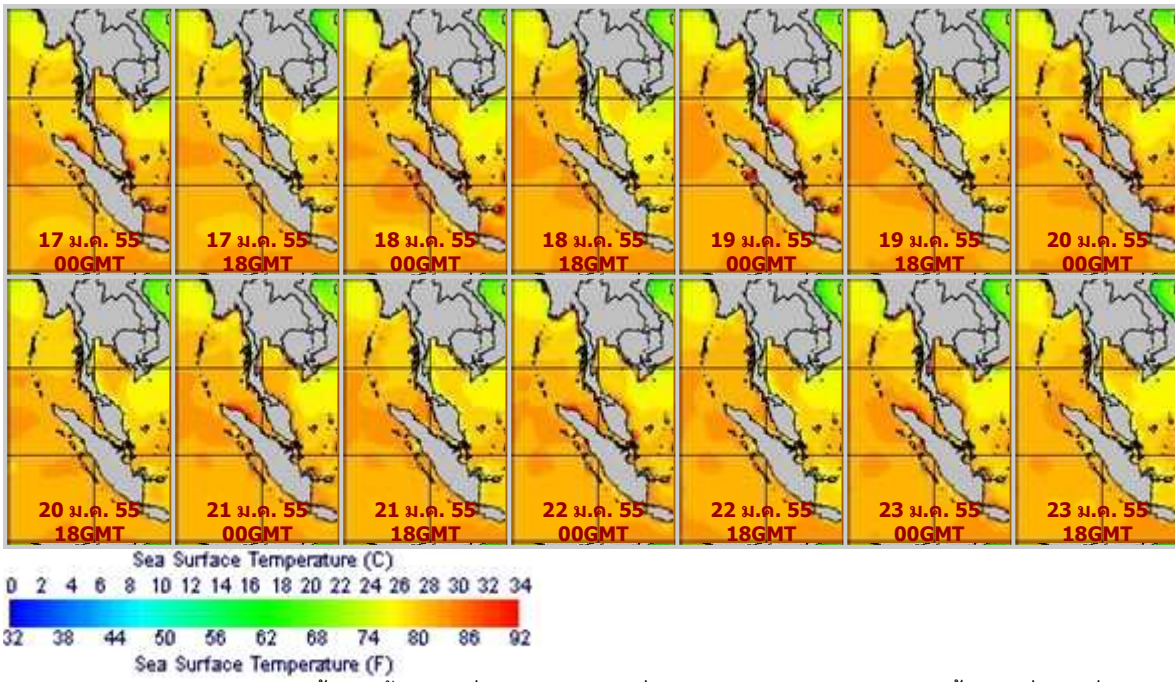 17 ม.ค. 55
00GMT
17 ม.ค. 55
18GMT
18 ม.ค. 55
00GMT
18 ม.ค. 55
18GMT
19 ม.ค. 55
00GMT
19 ม.ค. 55
18GMT
20 ม.ค. 55
00GMT
20 ม.ค. 55
18GMT
21 ม.ค. 55
00GMT
21 ม.ค. 55
18GMT
22 ม.ค. 55
00GMT
22 ม.ค. 55
18GMT
23 ม.ค. 55
00GMT
23 ม.ค. 55
18GMT
Sea Surface Temperature (C)
0 2 4 6 8 10 12 14 16 18 20 22 24 26 28 30 32 34
32 38 44 50 56 62 68 74 80 86 92
Sea Surface Temperature (F)